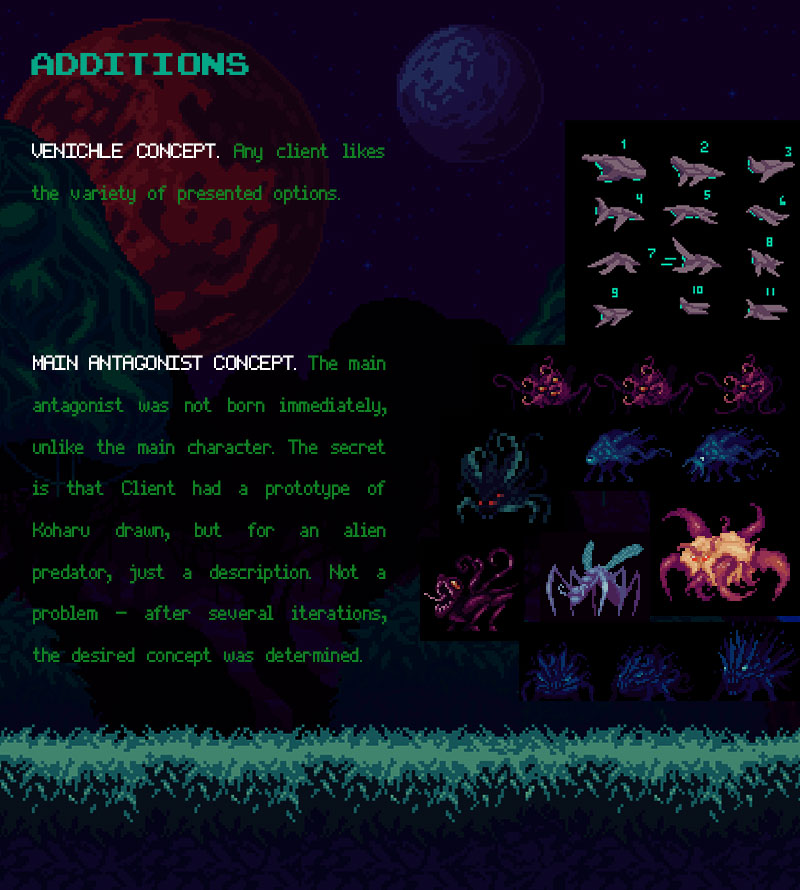 ADDITIONS
VENICHLE CONCEPT. Any client likes
the variety of presented options.
1 2 3
4 5 6
7 8
9 10 11
MAIN ANTAGONIST CONCEPT. The main
antagonist was not born immediately,
unlike the main character. The secret
is that Client had a prototype of
Koharu drawn, but for an alien
predator, just a description. Not a
problem – after several iterations,
the desired concept was determined.